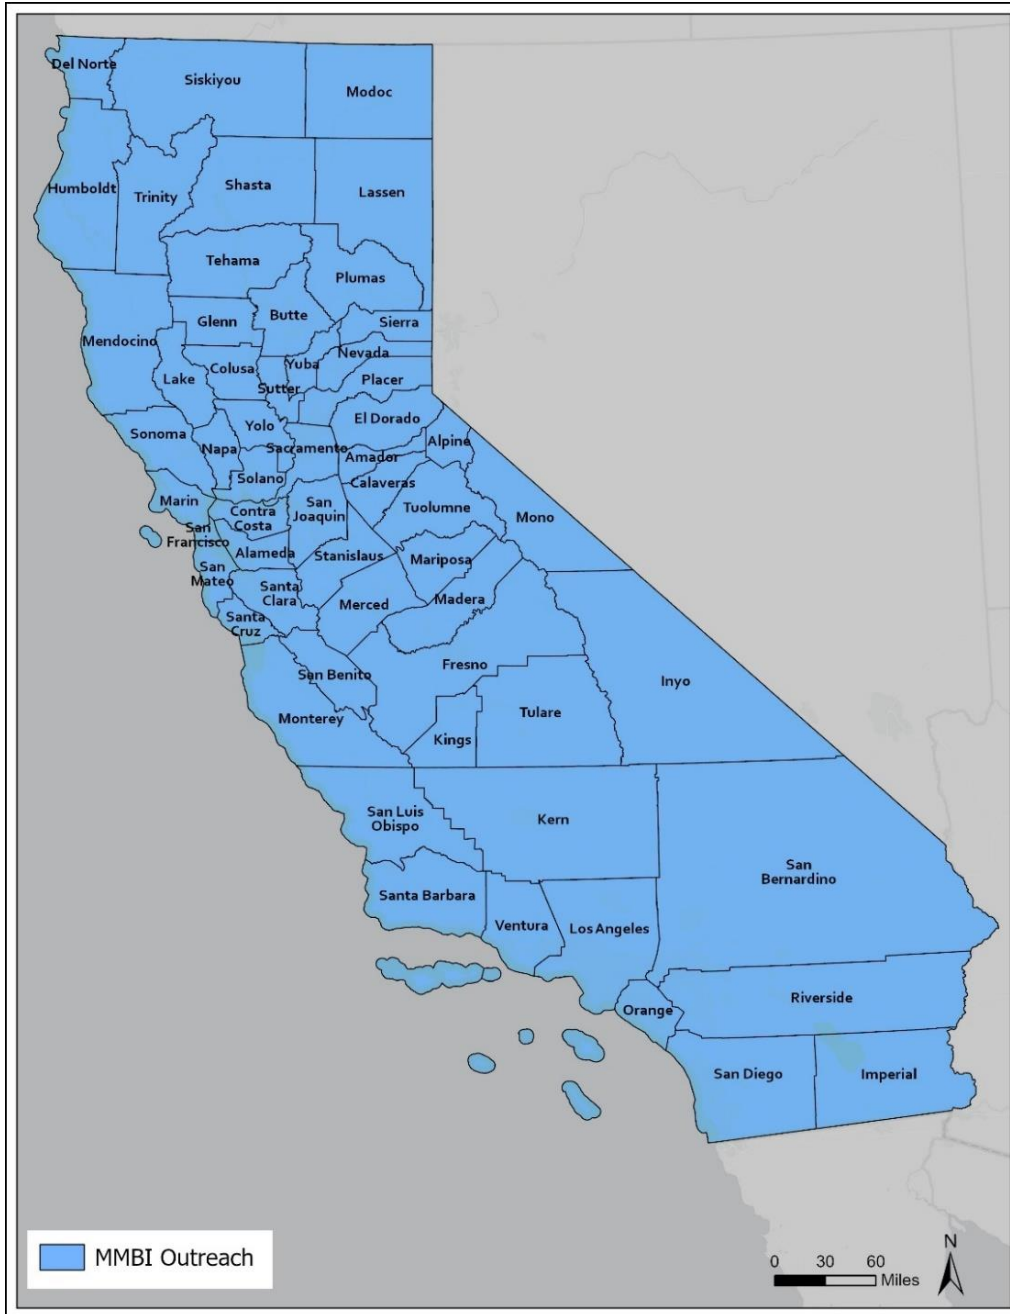 Del Norte
Siskiyou
Modoc
Humboldt
Trinity
Shasta
Lassen
Tehama
Plumas
Glenn
Butte
Sierra
Mendocino
Nevada
Lake
Colusa
Yuba
Sutter
Placer
El Dorado
Sonoma
Yolo
Napa
Sacramento
Alpine
Amador
Solano
Calaveras
Marin
Contra
Costa
San
Joaquin
Tuolumne
Mono
San
Francisco
Alameda
Stanislaus
Mariposa
San
Mateo
Santa
Clara
Merced
Madera
Santa
Cruz
Fresno
San Benito
Inyo
Monterey
Tulare
Kings
San Luis
Obispo
Kern
San
Bernardino
Santa Barbara
Ventura
Los Angeles
Orange
Riverside
San Diego
Imperial
MMBI Outreach
N
0 30 60
Miles